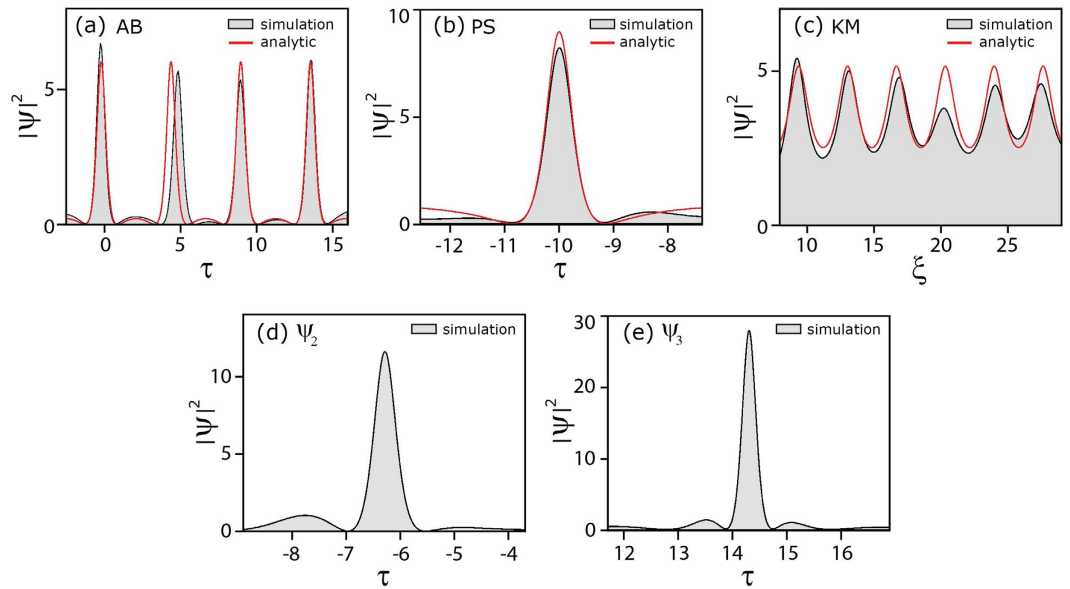 (a) AB
simulation
analytic
|ψ|²
5
0
0 5 10 15
τ
(b) PS
simulation
analytic
|ψ|²
10
5
0
-12 -11 -10 -9 -8
τ
(c) KM
simulation
analytic
|ψ|²
5
0
10 15 20 25
ξ
(d) ψ₂
simulation
|ψ|²
10
5
0
-8 -7 -6 -5 -4
τ
(e) ψ₃
simulation
|ψ|²
30
20
10
0
12 13 14 15 16
τ